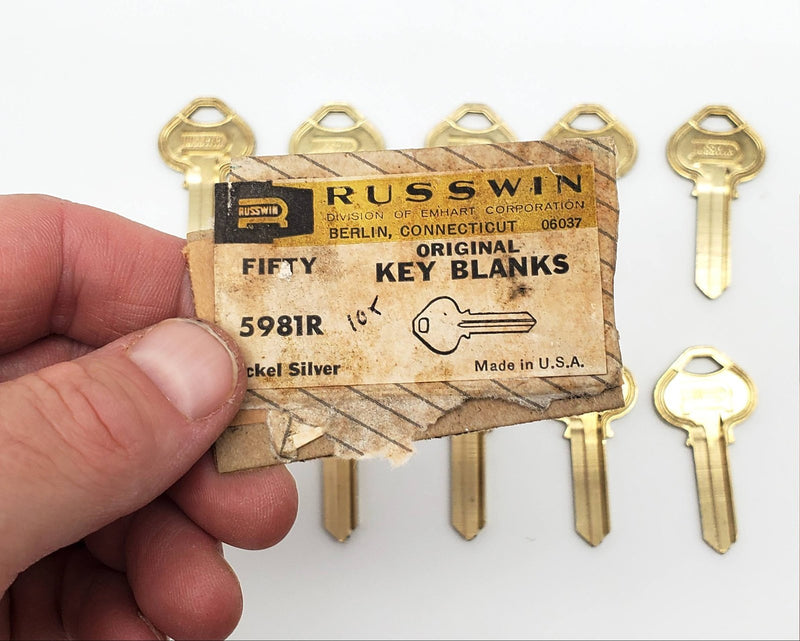 RUSSWIN
RUSSWIN
DIVISION OF EMHART CORPORATION
BERLIN, CONNECTICUT 06037
FIFTY
ORIGINAL
KEY BLANKS
5981R
ckel Silver
Made in U.S.A.